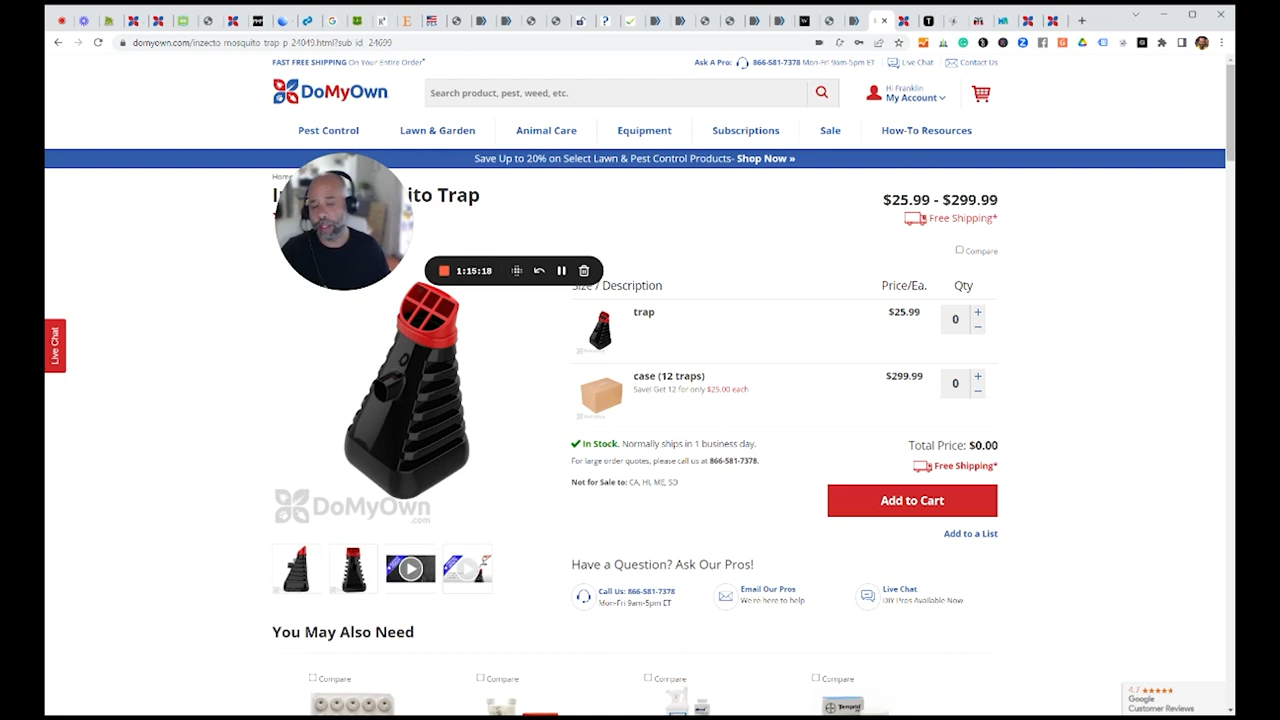 domyown.com/inzecto-mosquito-trap-p-24049.html?sub_id=24699
FAST FREE SHIPPING On Your Entire Order*
Ask A Pro: 866-581-7378 Mon-Fri 9am-5pm ET
Live Chat
Contact Us
DoMyOwn
Search product, pest, weed, etc.
Hi Franklin
My Account
Pest Control
Lawn & Garden
Animal Care
Equipment
Subscriptions
Sale
How-To Resources
Save Up to 20% on Select Lawn & Pest Control Products- Shop Now »
Home
ito Trap
$25.99 - $299.99
Free Shipping*
Compare
1:15:18
Size / Description
Price/Ea.
Qty
trap
$25.99
0
case (12 traps)
Save! Get 12 for only $25.00 each
$299.99
0
Live Chat
In Stock. Normally ships in 1 business day.
For large order quotes, please call us at 866-581-7378.
Not for Sale to: CA, HI, ME, SD
Total Price: $0.00
Free Shipping*
Add to Cart
Add to a List
DoMyOwn
.com
Have a Question? Ask Our Pros!
Call Us: 866-581-7378
Mon-Fri 9am-5pm ET
Email Our Pros
We're here to help
Live Chat
DIY Pros Available Now
You May Also Need
Compare
Compare
Compare
Compare
4.7
Google
Customer Reviews